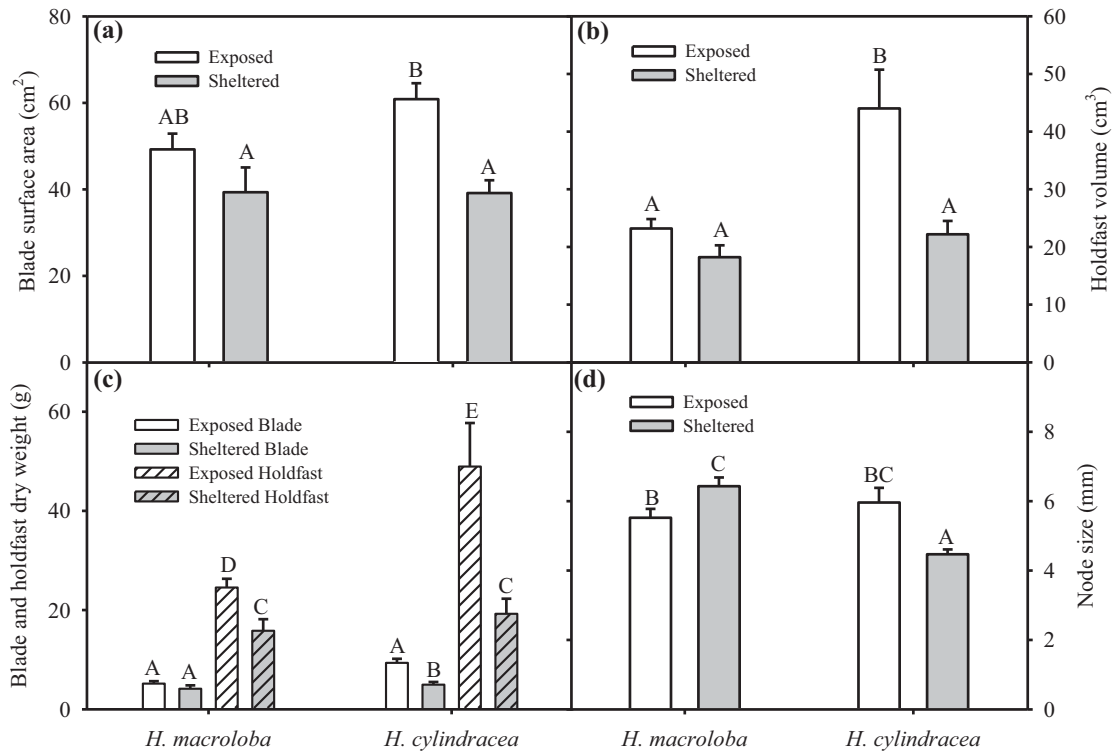 (a)
Exposed
Sheltered
AB
A
B
A
80
60
40
20
0
Blade surface area (cm²)
(b)
Exposed
Sheltered
A
A
B
A
60
50
40
30
20
10
0
Holdfast volume (cm³)
(c)
Exposed Blade
Sheltered Blade
Exposed Holdfast
Sheltered Holdfast
A
A
D
C
A
B
E
C
60
40
20
0
Blade and holdfast dry weight (g)
H. macroloba
H. cylindracea
(d)
Exposed
Sheltered
B
C
BC
A
8
6
4
2
0
Node size (mm)
H. macroloba
H. cylindracea